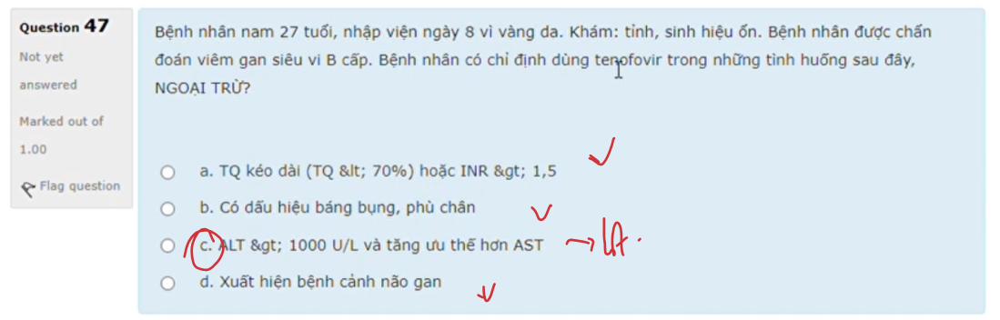 Question 47
Not yet
answered
Marked out of
1.00
Flag question
Bệnh nhân nam 27 tuổi, nhập viện ngày 8 vì vàng da. Khám: tỉnh, sinh hiệu ổn. Bệnh nhân được chẩn
đoán viêm gan siêu vi B cấp. Bệnh nhân có chỉ định dùng tenofovir trong những tình huống sau đây,
NGOẠI TRỪ?
a. TQ kéo dài (TQ &lt; 70%) hoặc INR &gt; 1,5
b. Có dấu hiệu báng bụng, phù chân
c. ALT &gt; 1000 U/L và tăng ưu thế hơn AST →
d. Xuất hiện bệnh cảnh não gan